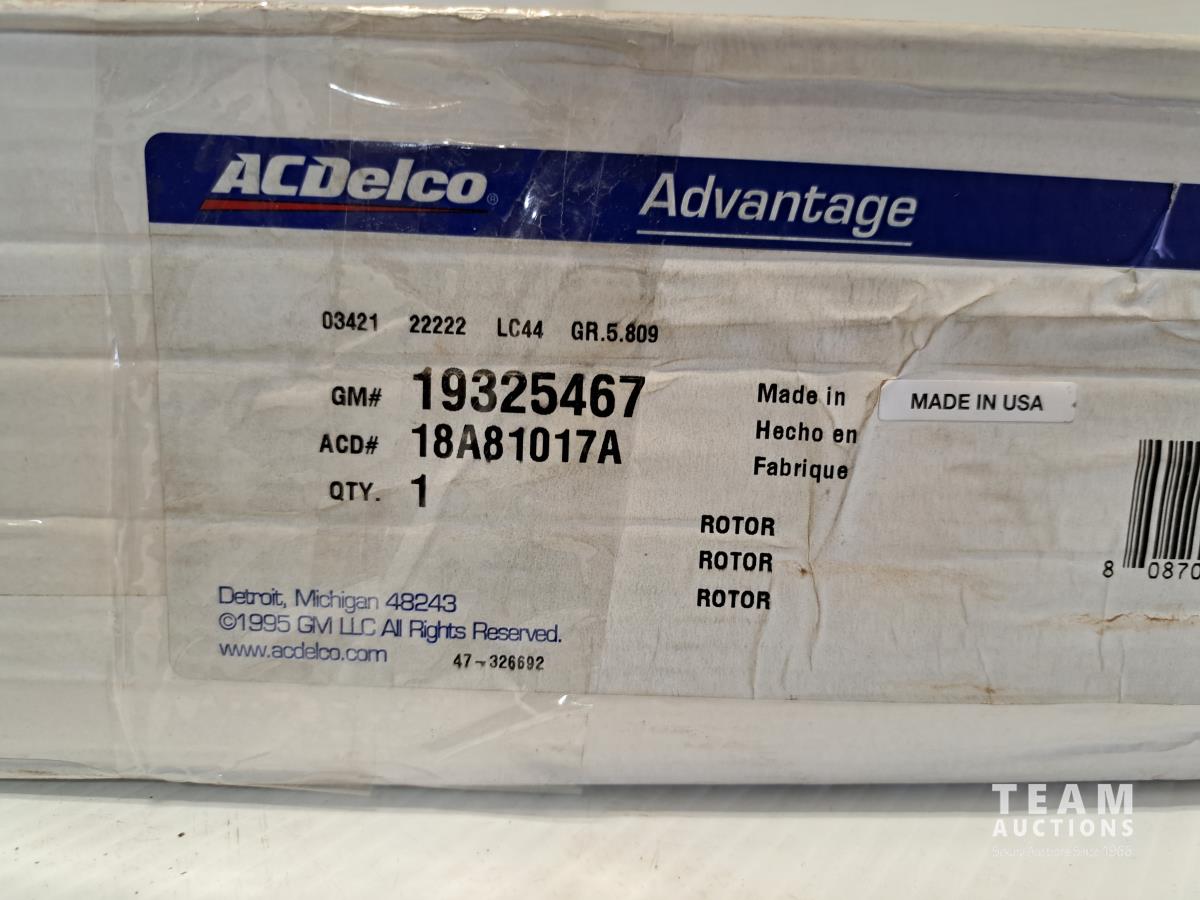 ACDelco® Advantage
03421 22222 LC44 GR.5.809
GM# 19325467
ACD# 18A81017A
QTY. 1
Made in MADE IN USA
Hecho en
Fabrique
ROTOR
ROTOR
ROTOR
8 0870
Detroit, Michigan 48243
©1995 GM LLC All Rights Reserved.
www.acdelco.com 47-326692
TEAM
AUCTIONS
Since 1965